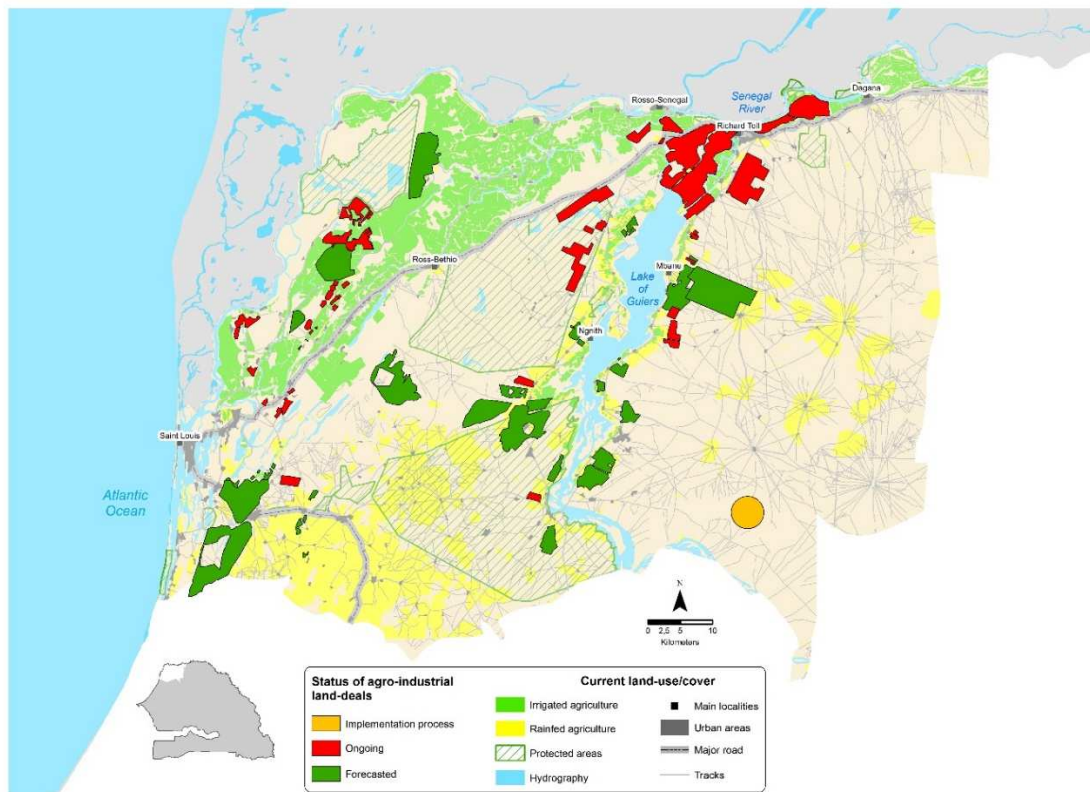 Rosso-Senegal
Senegal
River
Dagana
Richard Toll
Ross-Bethio
Mbane
Lake
of
Guiers
Ngnith
Saint Louis
Atlantic
Ocean
N
0 2,5 5 10
Kilometers
Status of agro-industrial
land-deals
Implementation process
Ongoing
Forecasted
Current land-use/cover
Irrigated agriculture
Rainfed agriculture
Protected areas
Hydrography
Main localities
Urban areas
Major road
Tracks